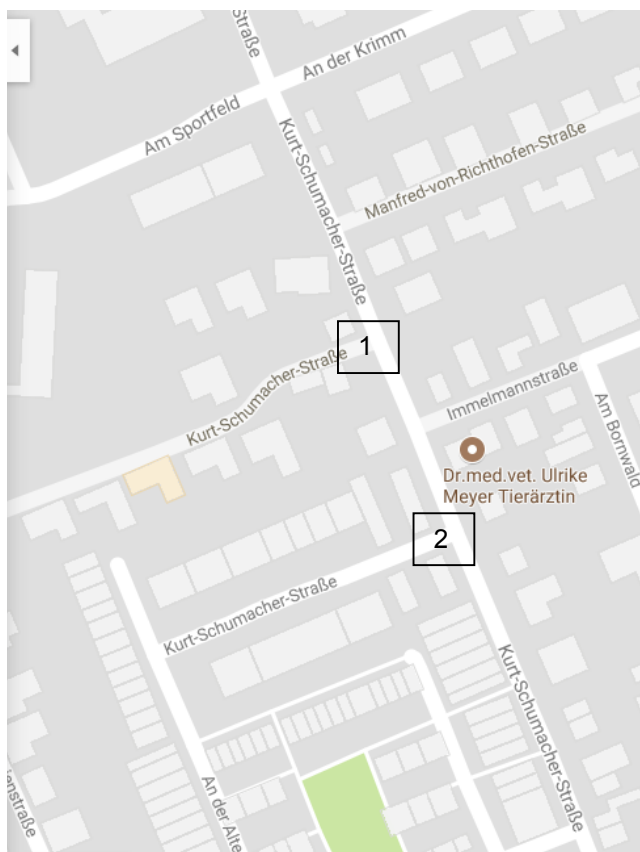 Straße
An der Krimm
Am Sportfeld
Kurt-Schumacher-Straße
Manfred-von-Richthofen-Straße
1
Kurt-Schumacher-Straße
Immelmannstraße
Am Bornwald
Dr.med.vet. Ulrike
Meyer Tierärztin
2
Kurt-Schumacher-Straße
Kurt-Schumacher-Straße
An der Alte
enstraße